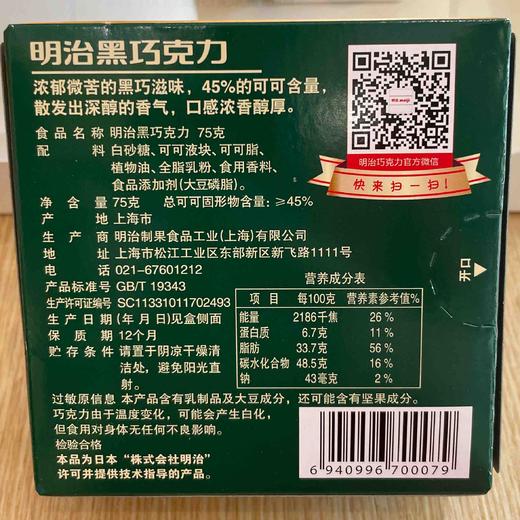 明治黑巧克力
浓郁微苦的黑巧滋味，45%的可可含量，
散发出深醇的香气，口感浓香醇厚。
食品名称 明治黑巧克力 75克
配料 白砂糖、可可液块、可可脂、
植物油、全脂乳粉、食用香料、
食品添加剂(大豆磷脂)。
净含量 75克 总可可固形物含量：≥45%
产地 上海市
生产商 明治制果食品工业(上海)有限公司
地址 上海市松江工业区东部新区新飞路1111号
电话 021-67601212
产品标准号 GB/T 19343
生产许可证编号 SC11331011702493
生产日期 (年月日)见盒侧面
保质期 12个月
贮存条件 请置于阴凉干燥清
洁处，避免阳光直
射。
meiji
明治巧克力官方微信
快来扫一扫！
开口
营养成分表
项目 每100克 营养素参考值%
能量 2186千焦 26%
蛋白质 6.7克 11%
脂肪 33.7克 56%
碳水化合物 48.5克 16%
钠 43毫克 2%
过敏原信息 本产品含有乳制品及大豆成分，还可能含有坚果成分。
巧克力由于温度变化，可能会产生白化，
但食用对身体无任何不良影响。
检验合格
本品为日本“株式会社明治”
许可并提供技术指导的产品。
6 940996 700079